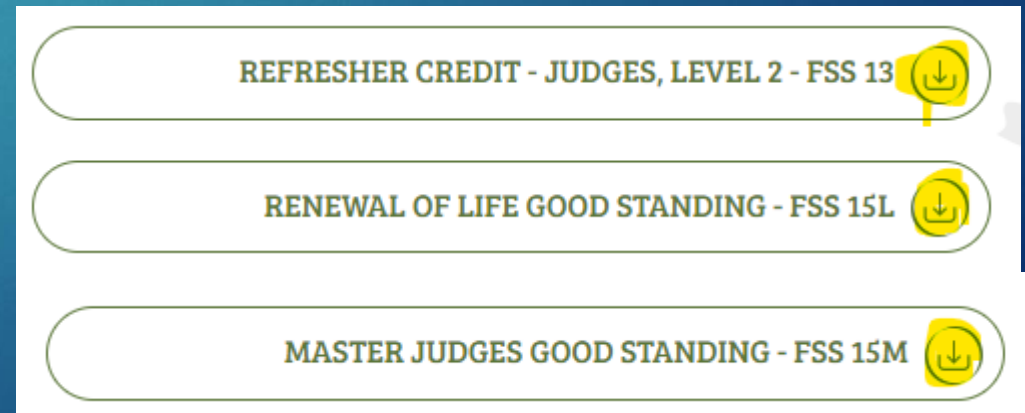 REFRESHER CREDIT - JUDGES, LEVEL 2 - FSS 13
RENEWAL OF LIFE GOOD STANDING - FSS 15L
MASTER JUDGES GOOD STANDING - FSS 15M